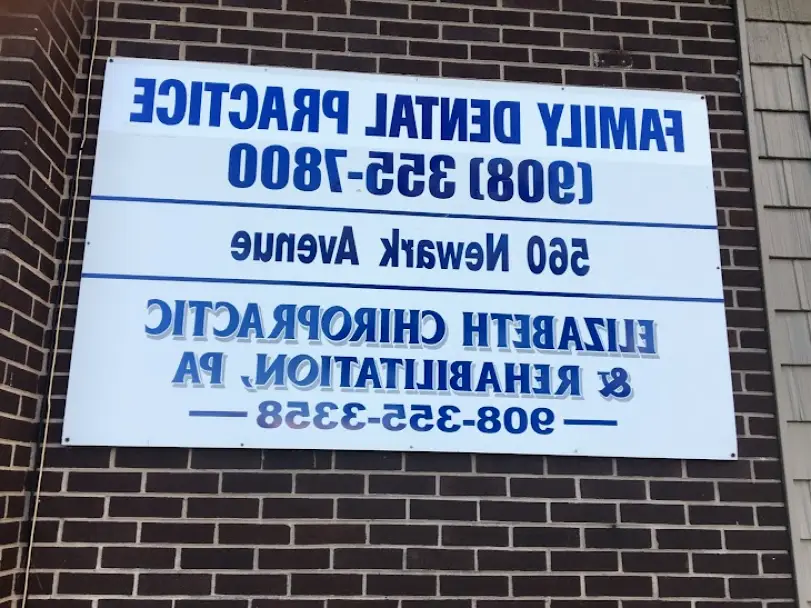 FAMILY DENTAL PRACTICE
(908) 355-7800
560 Newark Avenue
ELIZABETH CHIROPRACTIC
& REHABILITATION, PA
— 908-355-3358 —